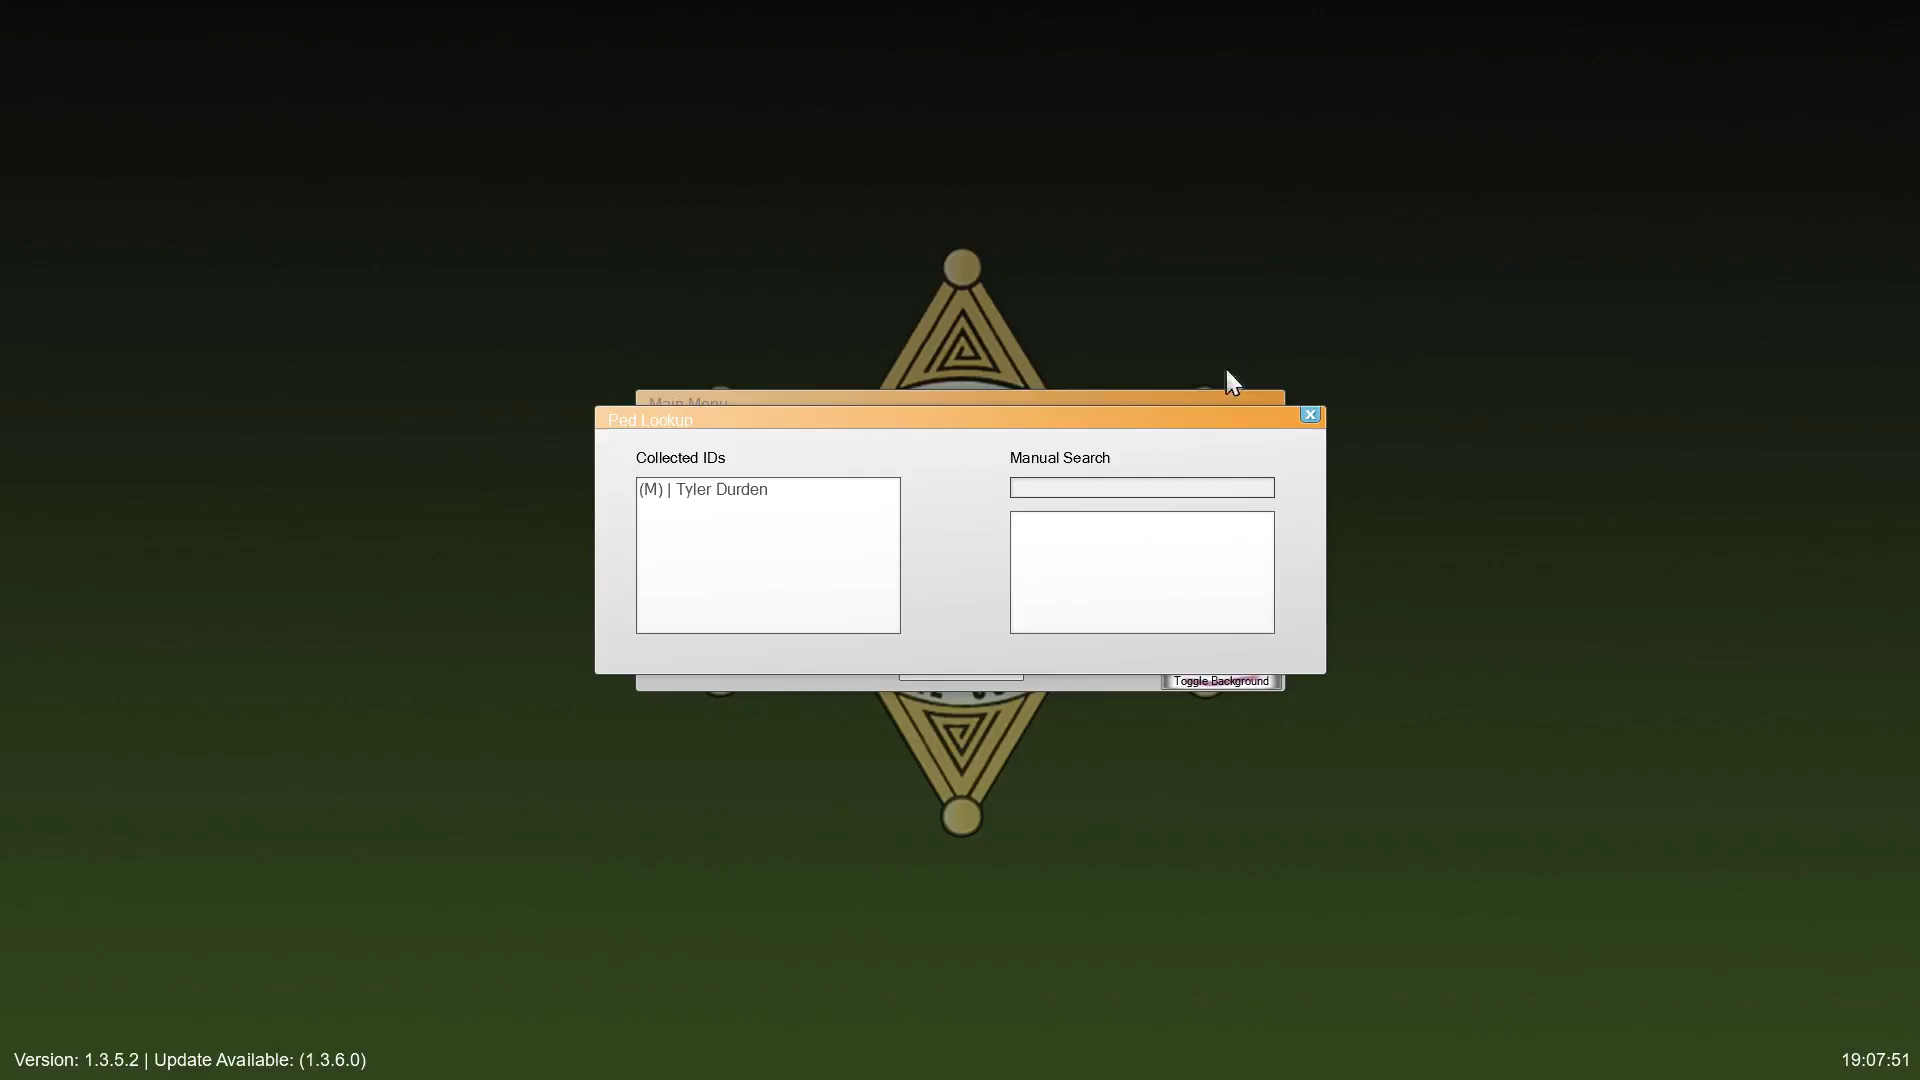 Main Menu
Ped Lookup
Collected IDs
Manual Search
(M) | Tyler Durden
Toggle Background
Version: 1.3.5.2 | Update Available: (1.3.6.0)
19:07:51